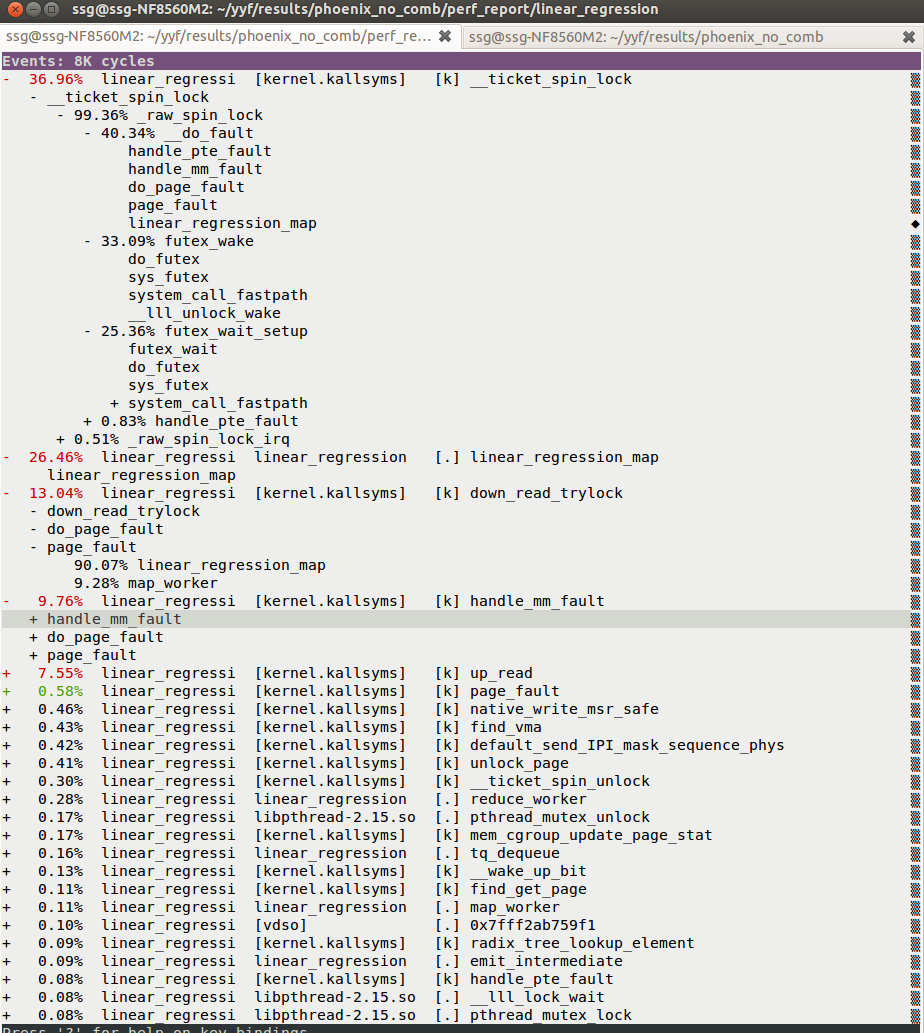 ssg@ssg-NF8560M2: ~/yyf/results/phoenix_no_comb/perf_report/linear_regression
ssg@ssg-NF8560M2: ~/yyf/results/phoenix_no_comb/perf_re... ssg@ssg-NF8560M2: ~/yyf/results/phoenix_no_comb
Events: 8K cycles
- 36.96% linear_regressi [kernel.kallsyms] [k] __ticket_spin_lock
- __ticket_spin_lock
- 99.36% _raw_spin_lock
- 40.34% __do_fault
handle_pte_fault
handle_mm_fault
do_page_fault
page_fault
linear_regression_map
- 33.09% futex_wake
do_futex
sys_futex
system_call_fastpath
__lll_unlock_wake
- 25.36% futex_wait_setup
futex_wait
do_futex
sys_futex
+ system_call_fastpath
+ 0.83% handle_pte_fault
+ 0.51% _raw_spin_lock_irq
- 26.46% linear_regressi linear_regression [.] linear_regression_map
linear_regression_map
- 13.04% linear_regressi [kernel.kallsyms] [k] down_read_trylock
- down_read_trylock
- do_page_fault
- page_fault
90.07% linear_regression_map
9.28% map_worker
- 9.76% linear_regressi [kernel.kallsyms] [k] handle_mm_fault
+ handle_mm_fault
+ do_page_fault
+ page_fault
+ 7.55% linear_regressi [kernel.kallsyms] [k] up_read
+ 0.58% linear_regressi [kernel.kallsyms] [k] page_fault
+ 0.46% linear_regressi [kernel.kallsyms] [k] native_write_msr_safe
+ 0.43% linear_regressi [kernel.kallsyms] [k] find_vma
+ 0.42% linear_regressi [kernel.kallsyms] [k] default_send_IPI_mask_sequence_phys
+ 0.41% linear_regressi [kernel.kallsyms] [k] unlock_page
+ 0.30% linear_regressi [kernel.kallsyms] [k] __ticket_spin_unlock
+ 0.28% linear_regressi linear_regression [.] reduce_worker
+ 0.17% linear_regressi libpthread-2.15.so [.] pthread_mutex_unlock
+ 0.17% linear_regressi [kernel.kallsyms] [k] mem_cgroup_update_page_stat
+ 0.16% linear_regressi linear_regression [.] tq_dequeue
+ 0.13% linear_regressi [kernel.kallsyms] [k] __wake_up_bit
+ 0.11% linear_regressi [kernel.kallsyms] [k] find_get_page
+ 0.11% linear_regressi linear_regression [.] map_worker
+ 0.10% linear_regressi [vdso] [.] 0x7fff2ab759f1
+ 0.09% linear_regressi [kernel.kallsyms] [k] radix_tree_lookup_element
+ 0.09% linear_regressi linear_regression [.] emit_intermediate
+ 0.08% linear_regressi [kernel.kallsyms] [k] handle_pte_fault
+ 0.08% linear_regressi libpthread-2.15.so [.] __lll_lock_wait
+ 0.08% linear_regressi libpthread-2.15.so [.] pthread_mutex_lock
Press '?' for help on key bindings